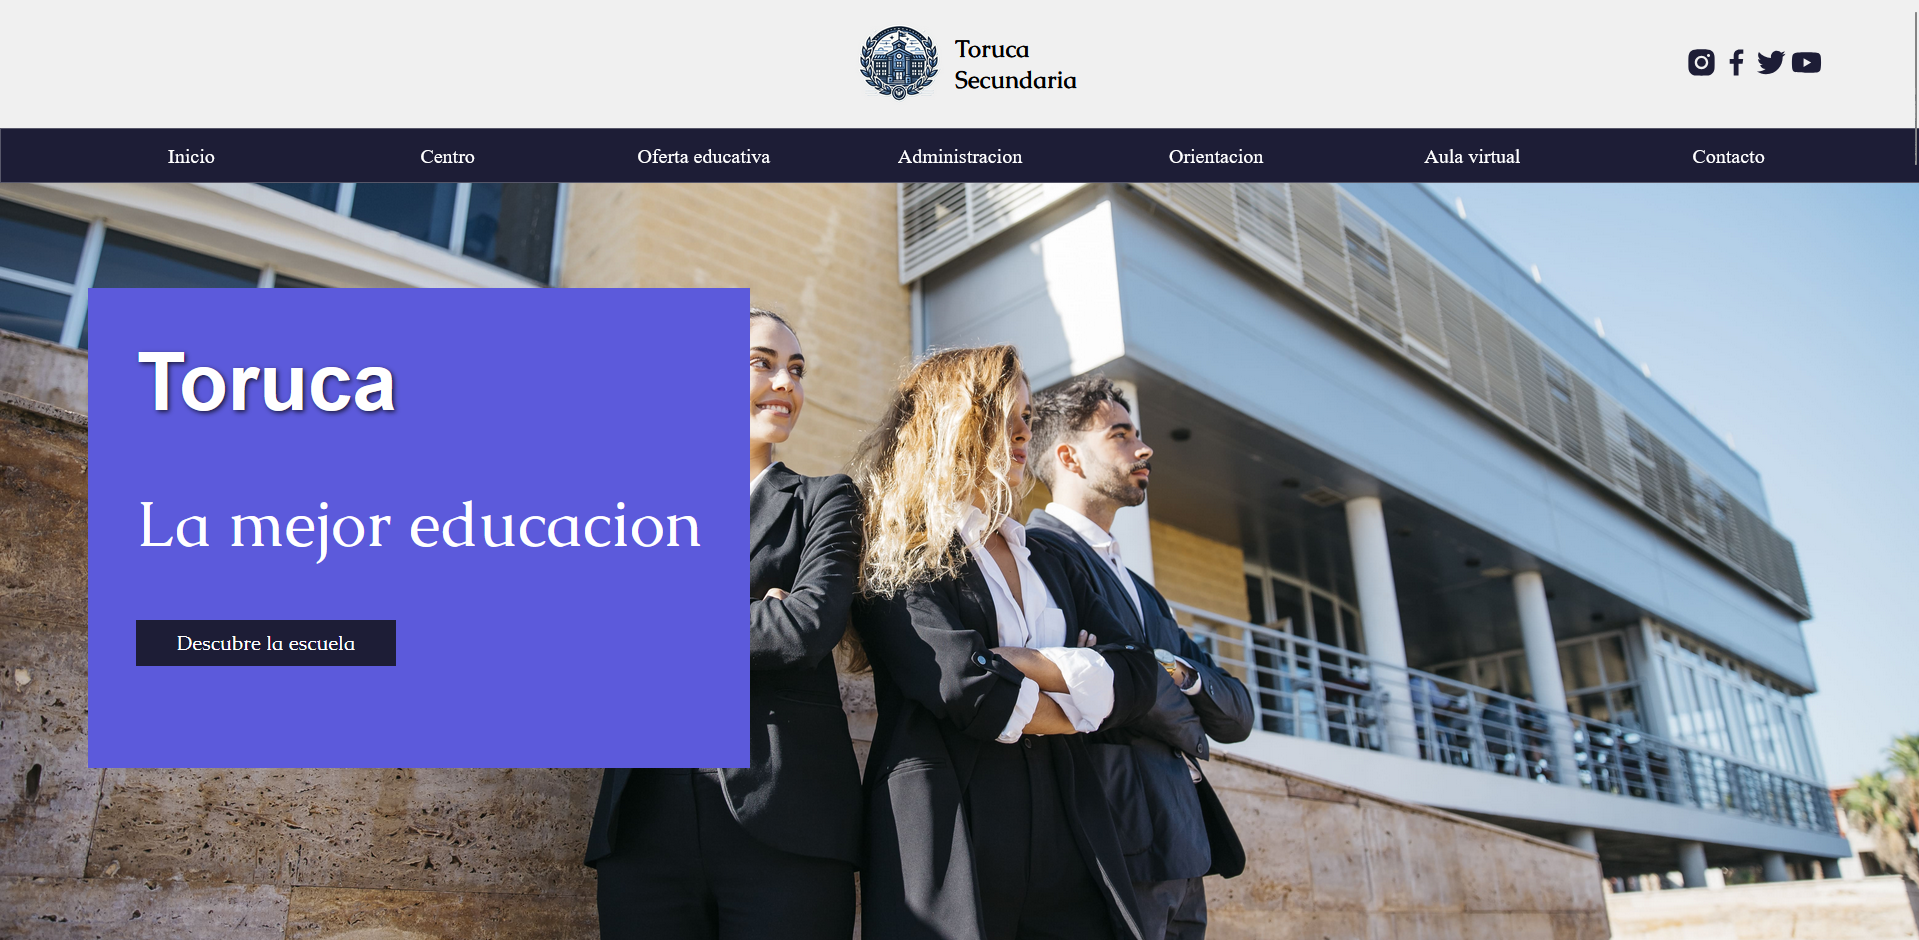 Toruca
Secundaria
Inicio
Centro
Oferta educativa
Administracion
Orientacion
Aula virtual
Contacto
Toruca
La mejor educacion
Descubre la escuela